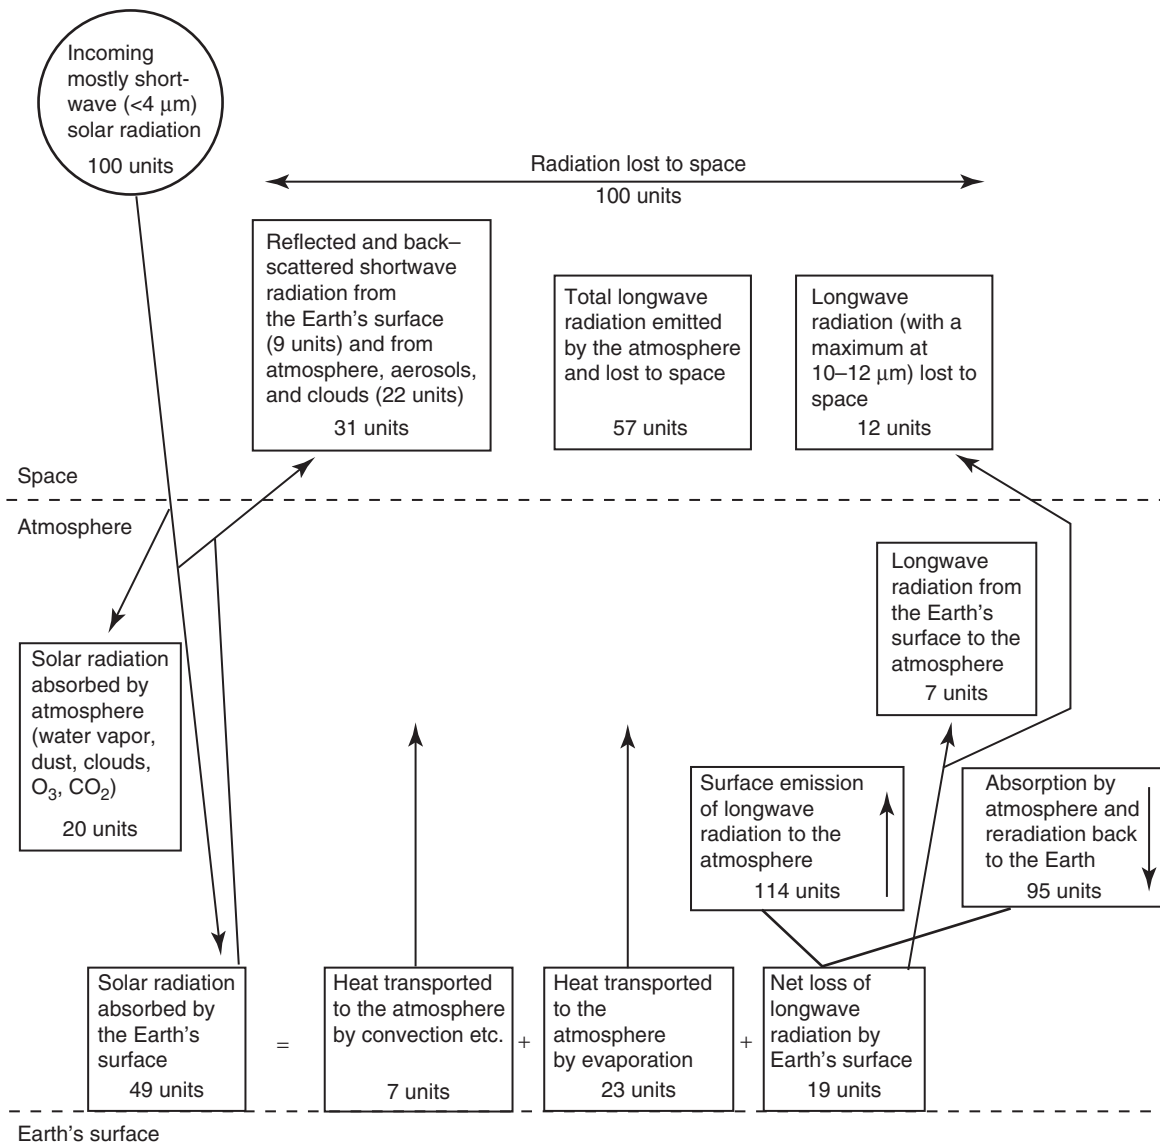 Incoming
mostly short-
wave (<4 μm)
solar radiation
100 units
Radiation lost to space
100 units
Reflected and back–
scattered shortwave
radiation from
the Earth's surface
(9 units) and from
atmosphere, aerosols,
and clouds (22 units)
31 units
Total longwave
radiation emitted
by the atmosphere
and lost to space
57 units
Longwave
radiation (with a
maximum at
10–12 μm) lost to
space
12 units
Space
Atmosphere
Longwave
radiation from
the Earth's
surface to the
atmosphere
7 units
Solar radiation
absorbed by
atmosphere
(water vapor,
dust, clouds,
O₃, CO₂)
20 units
Surface emission
of longwave
radiation to the
atmosphere
114 units
Absorption by
atmosphere and
reradiation back
to the Earth
95 units
Solar radiation
absorbed by
the Earth's
surface
49 units
=
Heat transported
to the atmosphere
by convection etc.
7 units
+
Heat transported
to the
atmosphere
by evaporation
23 units
+
Net loss of
longwave
radiation by
Earth's surface
19 units
Earth's surface